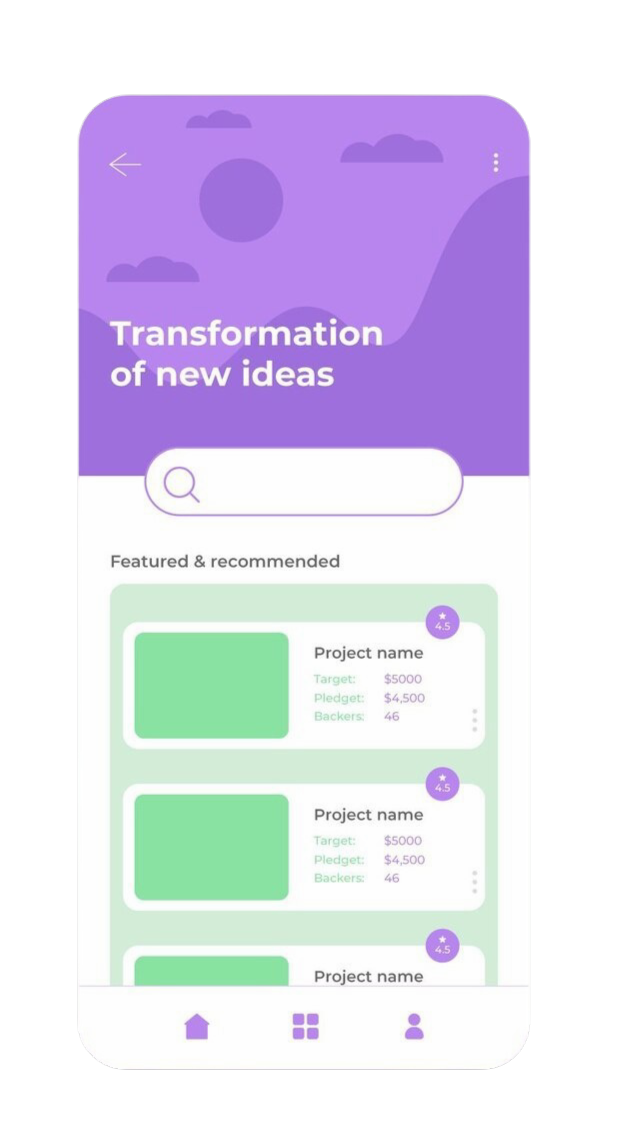 Transformation
of new ideas
Featured & recommended
4.5
Project name
Target: $5000
Pledget: $4,500
Backers: 46
4.5
Project name
Target: $5000
Pledget: $4,500
Backers: 46
4.5
Project name